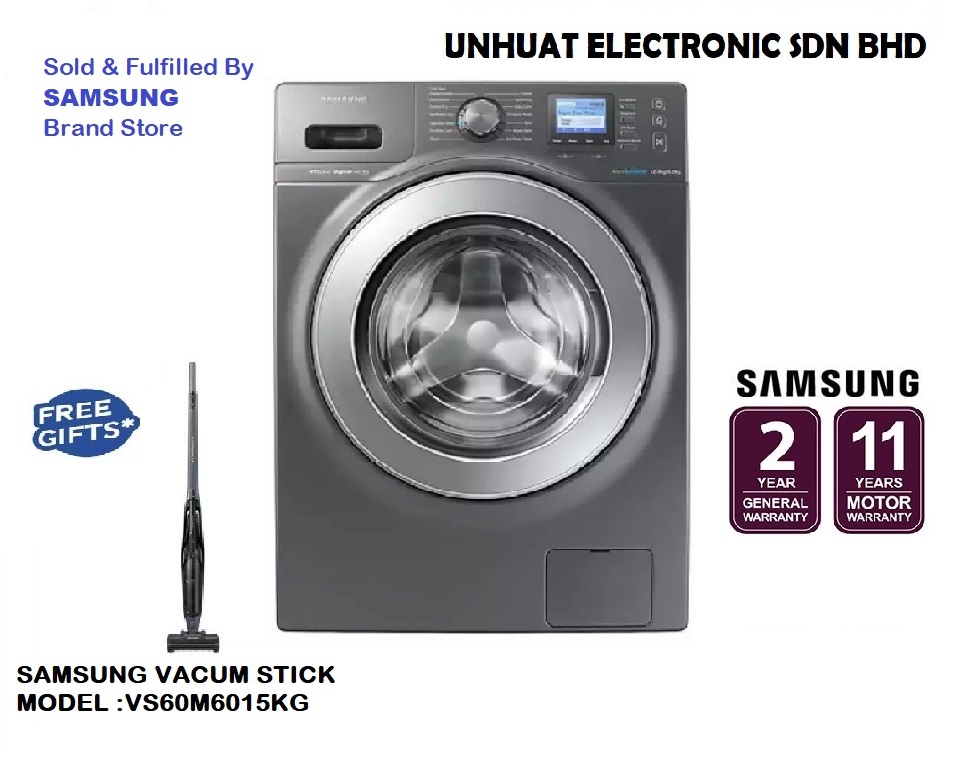 UNHUAT ELECTRONIC SDN BHD
Sold & Fulfilled By
SAMSUNG
Brand Store
SAMSUNG
FREE
GIFTS*
2
YEAR
GENERAL
WARRANTY
11
YEARS
MOTOR
WARRANTY
SAMSUNG VACUM STICK
MODEL :VS60M6015KG